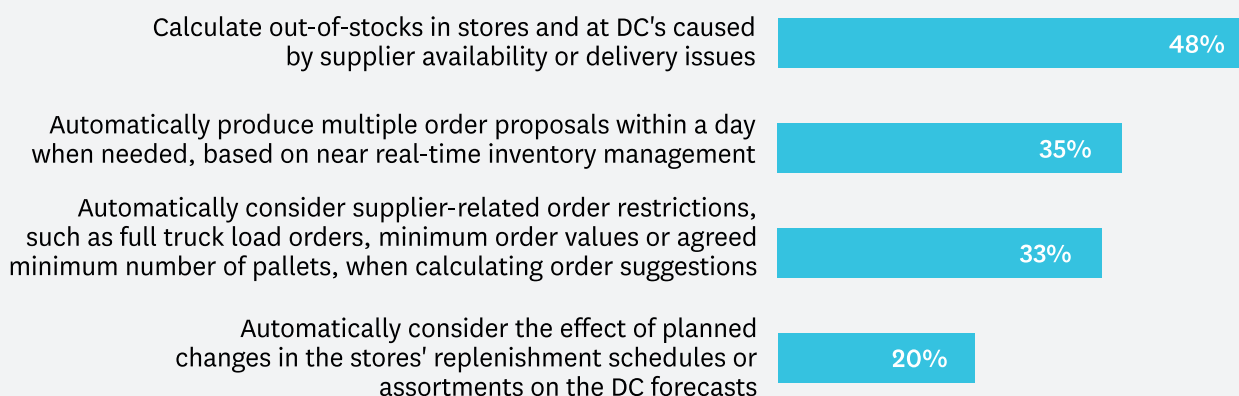 Calculate out-of-stocks in stores and at DC's caused
by supplier availability or delivery issues
48%
Automatically produce multiple order proposals within a day
when needed, based on near real-time inventory management
35%
Automatically consider supplier-related order restrictions,
such as full truck load orders, minimum order values or agreed
minimum number of pallets, when calculating order suggestions
33%
Automatically consider the effect of planned
changes in the stores' replenishment schedules or
assortments on the DC forecasts
20%